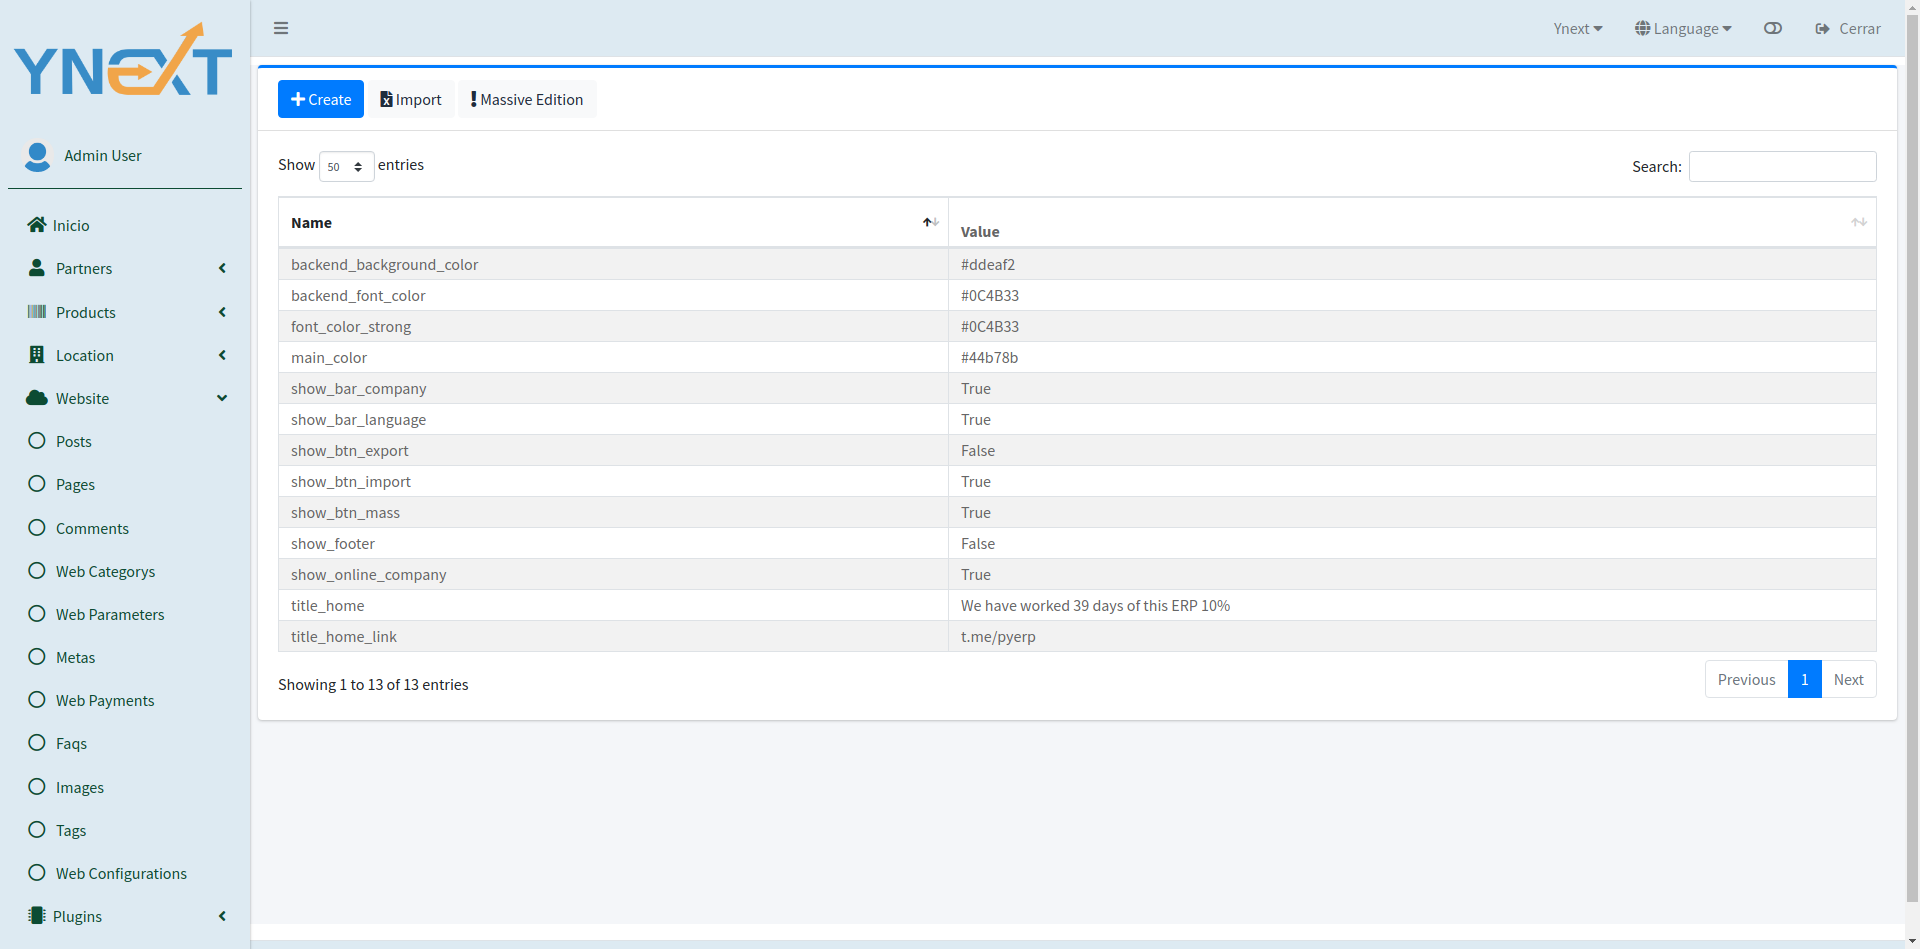 YNEXT
Ynext
Language
Cerrar
Admin User
Inicio
Partners
Products
Location
Website
Posts
Pages
Comments
Web Categorys
Web Parameters
Metas
Web Payments
Faqs
Images
Tags
Web Configurations
Plugins
Create Import Massive Edition
Show 50 entries
Search:
Name Value
backend_background_color #ddeaf2
backend_font_color #0C4B33
font_color_strong #0C4B33
main_color #44b78b
show_bar_company True
show_bar_language True
show_btn_export False
show_btn_import True
show_btn_mass True
show_footer False
show_online_company True
title_home We have worked 39 days of this ERP 10%
title_home_link t.me/pyerp
Showing 1 to 13 of 13 entries
Previous 1 Next